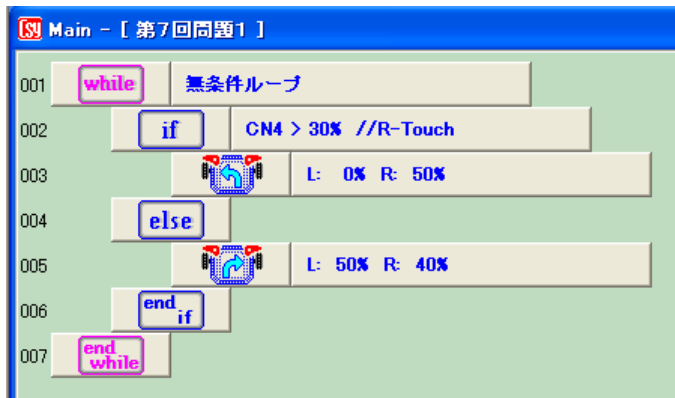 Main - [ 第7回問題1 ]
001 while 無条件ループ
002 if CN4 > 30% //R-Touch
003 L: 0% R: 50%
004 else
005 L: 50% R: 40%
006 end if
007 end while